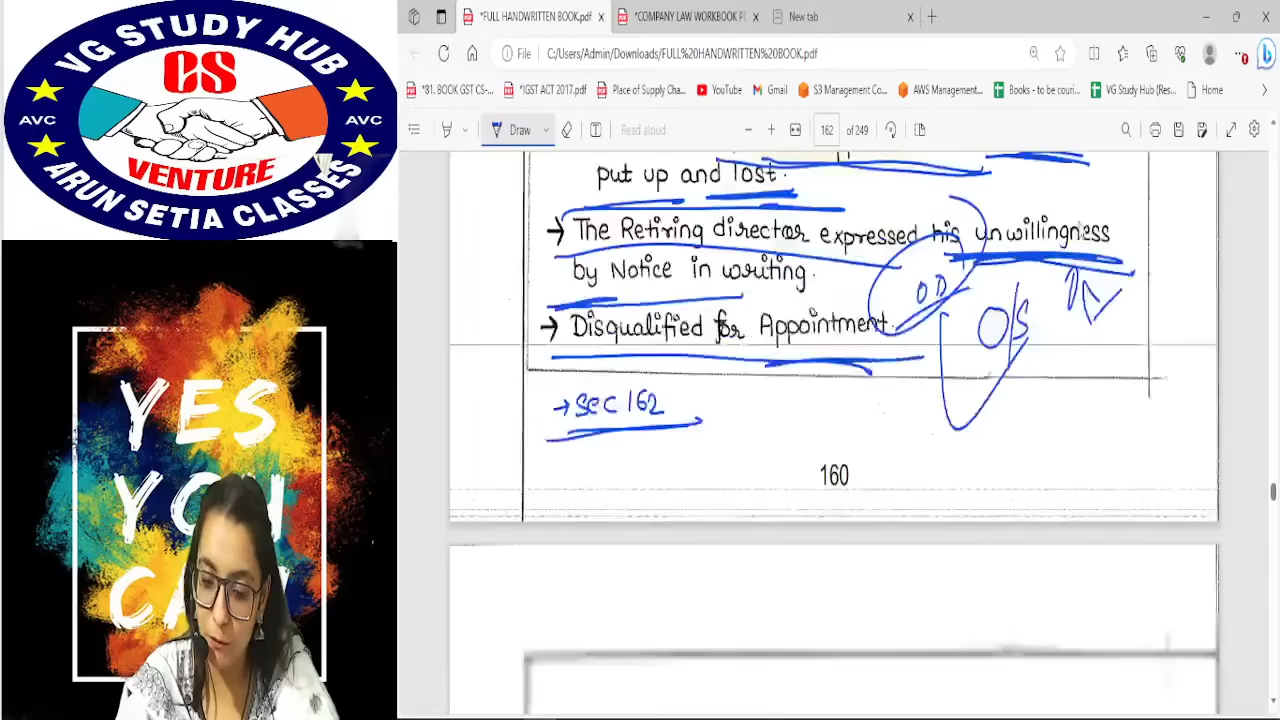 VG STUDY HUB
CS
AVC
AVC
VENTURE
ARUN SETIA CLASSES
YES
YOU
CA
*FULL HANDWRITTEN BOOK.pdf
*COMPANY LAW WORKBOOK P
New tab
File
C:/Users/Admin/Downloads/FULL%20HANDWRITTEN%20BOOK.pdf
*81. BOOK GST CS-...
*IGST ACT 2017.pdf
Place of Supply Cha...
YouTube
Gmail
S3 Management Co...
AWS Management...
Books - to be couri...
VG Study Hub (Res...
Home
Draw
Read aloud
162 of 249
put up and lost.
→ The Retiring director expressed his unwillingness
by Notice in writing.
OD
→ Disqualified for Appointment.
O/S
→ sec 162
160